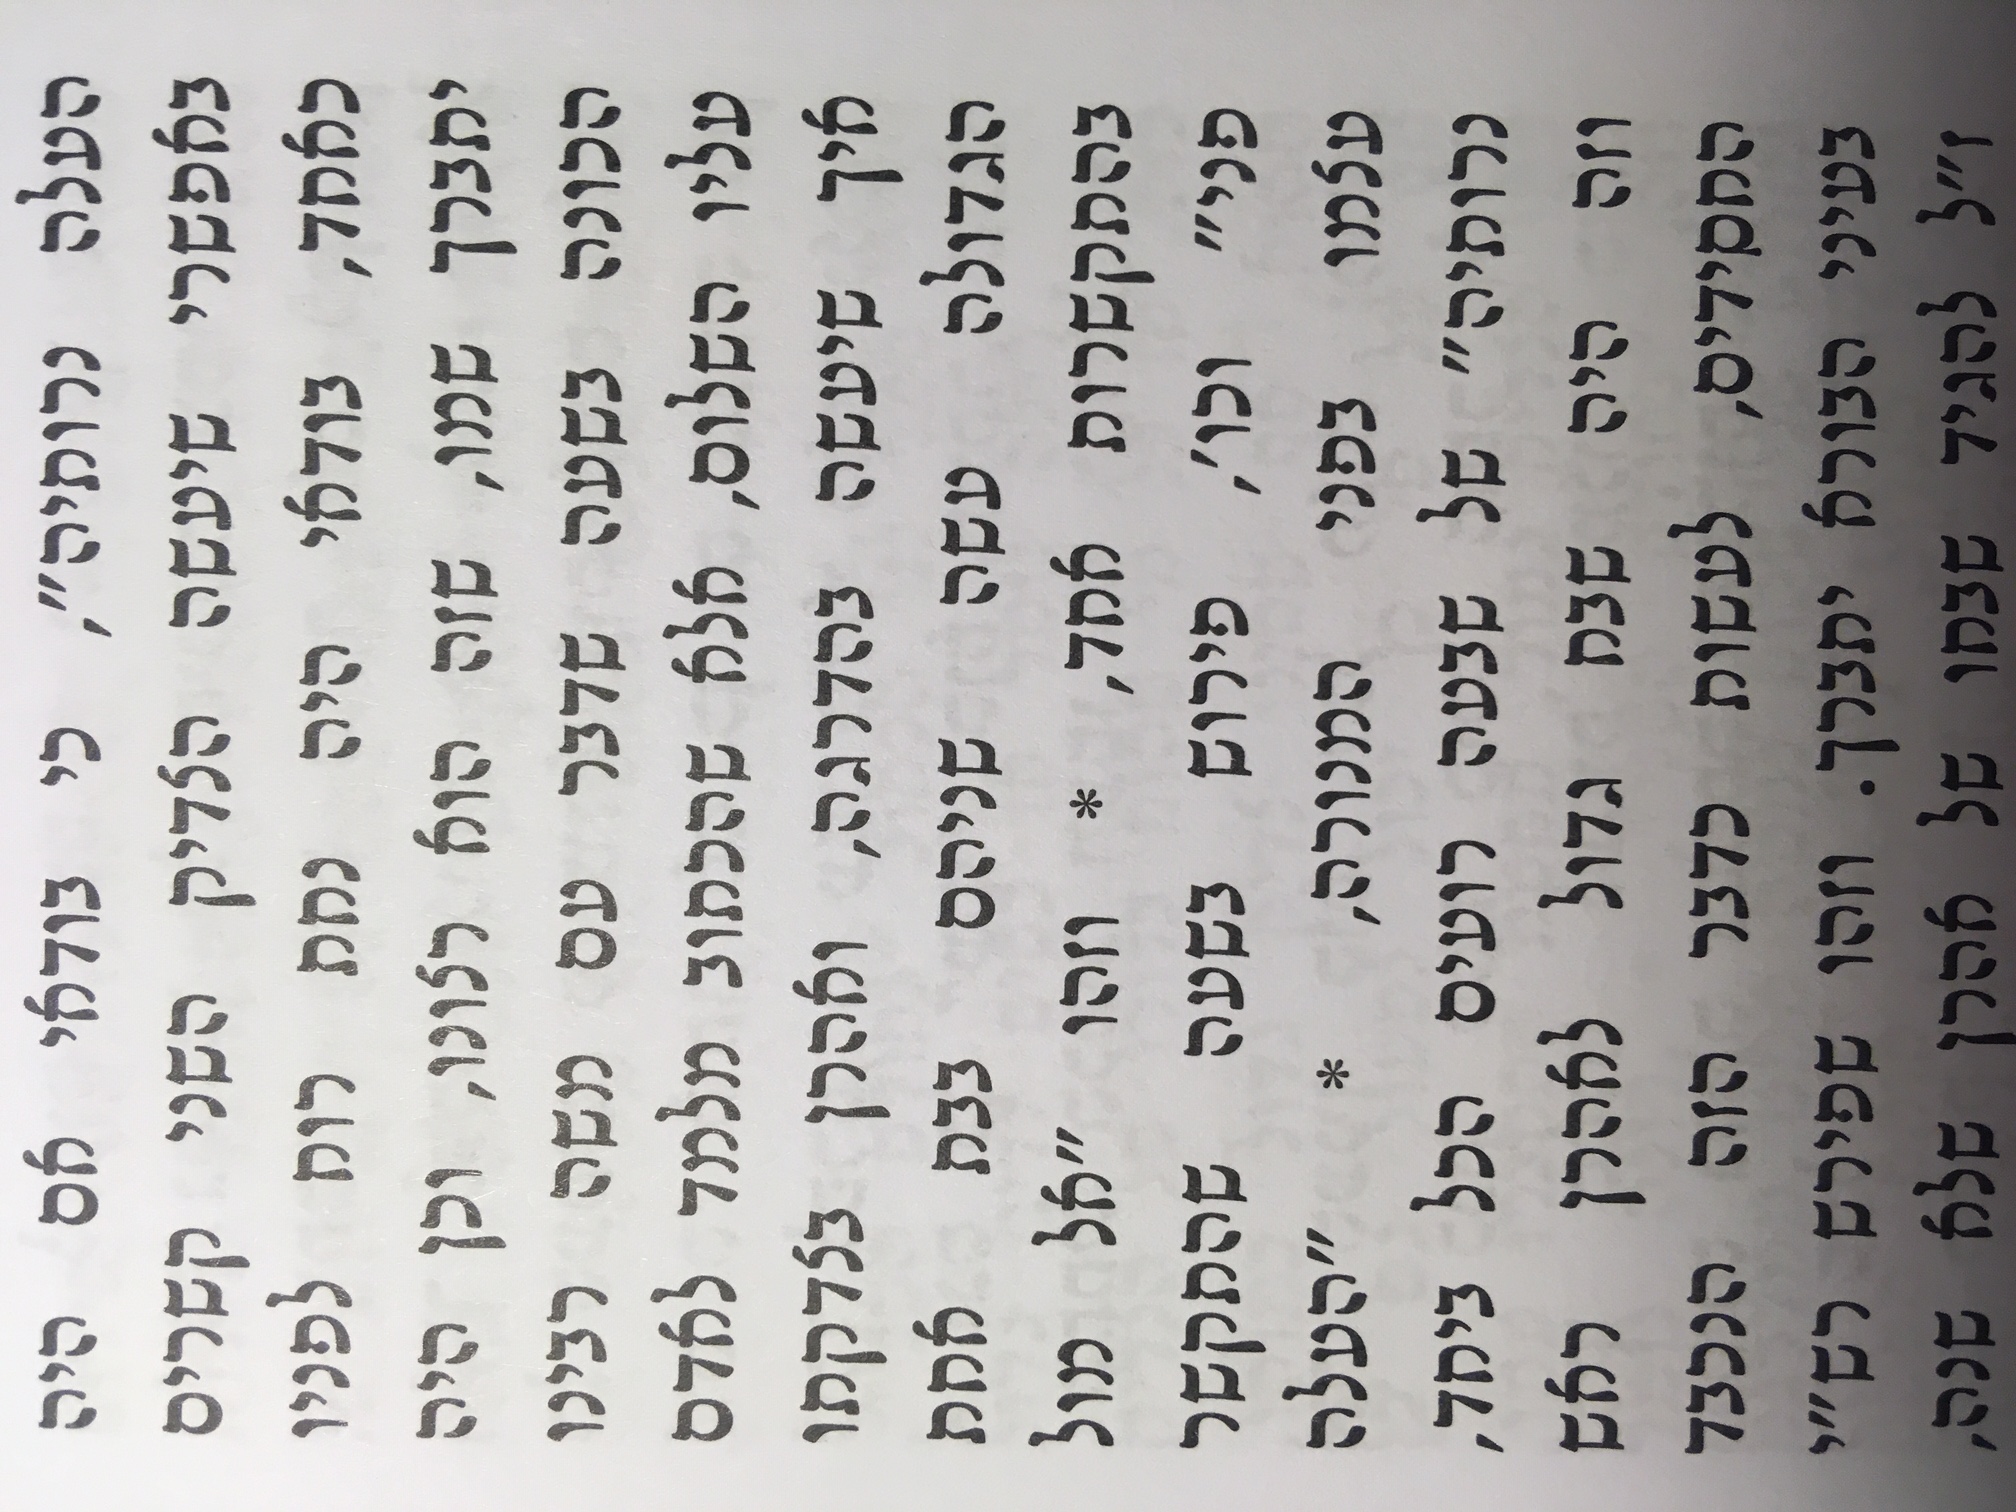 העלה נרותיה", כי בודאי אם היה
באפשרי שיעשה הצדיק השני קשרים
כאחד, בודאי היה נחת רוח לפניו
יתברך שמו, שזה הוא רצונו, וכן היה
הכונה בשעה שדבר עם משה רבינו
עליו השלום, אלא שהכתוב מלמד לאדם
איך שיעשה בהדרגה, ואהרן בצדקתו
הגדולה עשה שניהם בבת אחת
בהתקשרות אחד, * וזהו "אל מול
פני" וכו', פירוש בשעה שהתקשר
עצמו בפני המנורה, * "העלה
נרותיה" של שבעה רועים הכל ביחד,
וזה היה שבח גדול לאהרן ראש
החסידים, לעשות כדבר הזה הנכבד
בעיני הבורא יתברך. וזהו שפירש רש"י
ז"ל להגיד שבחו של אהרן שלא שנה,